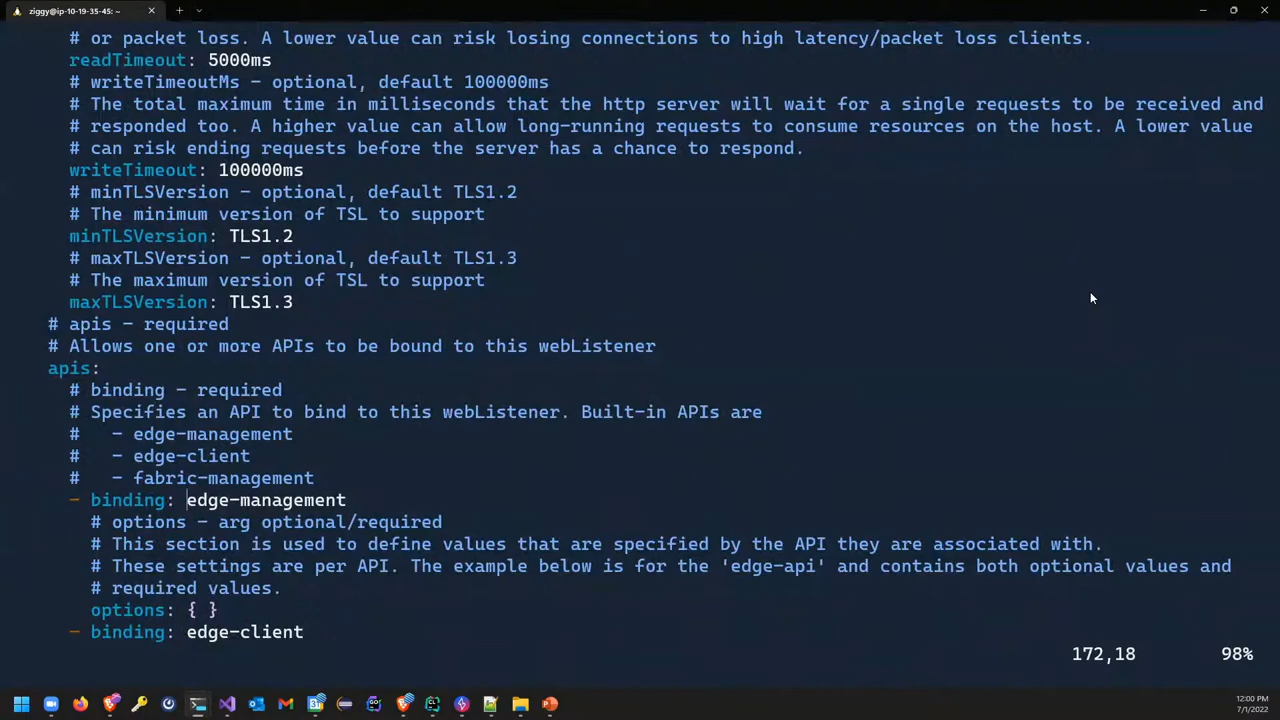 ziggy@ip-10-19-35-45: ~
# or packet loss. A lower value can risk losing connections to high latency/packet loss clients.
readTimeout: 5000ms
# writeTimeoutMs - optional, default 100000ms
# The total maximum time in milliseconds that the http server will wait for a single requests to be received and
# responded too. A higher value can allow long-running requests to consume resources on the host. A lower value
# can risk ending requests before the server has a chance to respond.
writeTimeout: 100000ms
# minTLSVersion - optional, default TLS1.2
# The minimum version of TSL to support
minTLSVersion: TLS1.2
# maxTLSVersion - optional, default TLS1.3
# The maximum version of TSL to support
maxTLSVersion: TLS1.3
# apis - required
# Allows one or more APIs to be bound to this webListener
apis:
# binding - required
# Specifies an API to bind to this webListener. Built-in APIs are
#   - edge-management
#   - edge-client
#   - fabric-management
- binding: edge-management
# options - arg optional/required
# This section is used to define values that are specified by the API they are associated with.
# These settings are per API. The example below is for the 'edge-api' and contains both optional values and
# required values.
options: { }
- binding: edge-client
172,18 98%
12:00 PM
7/1/2022